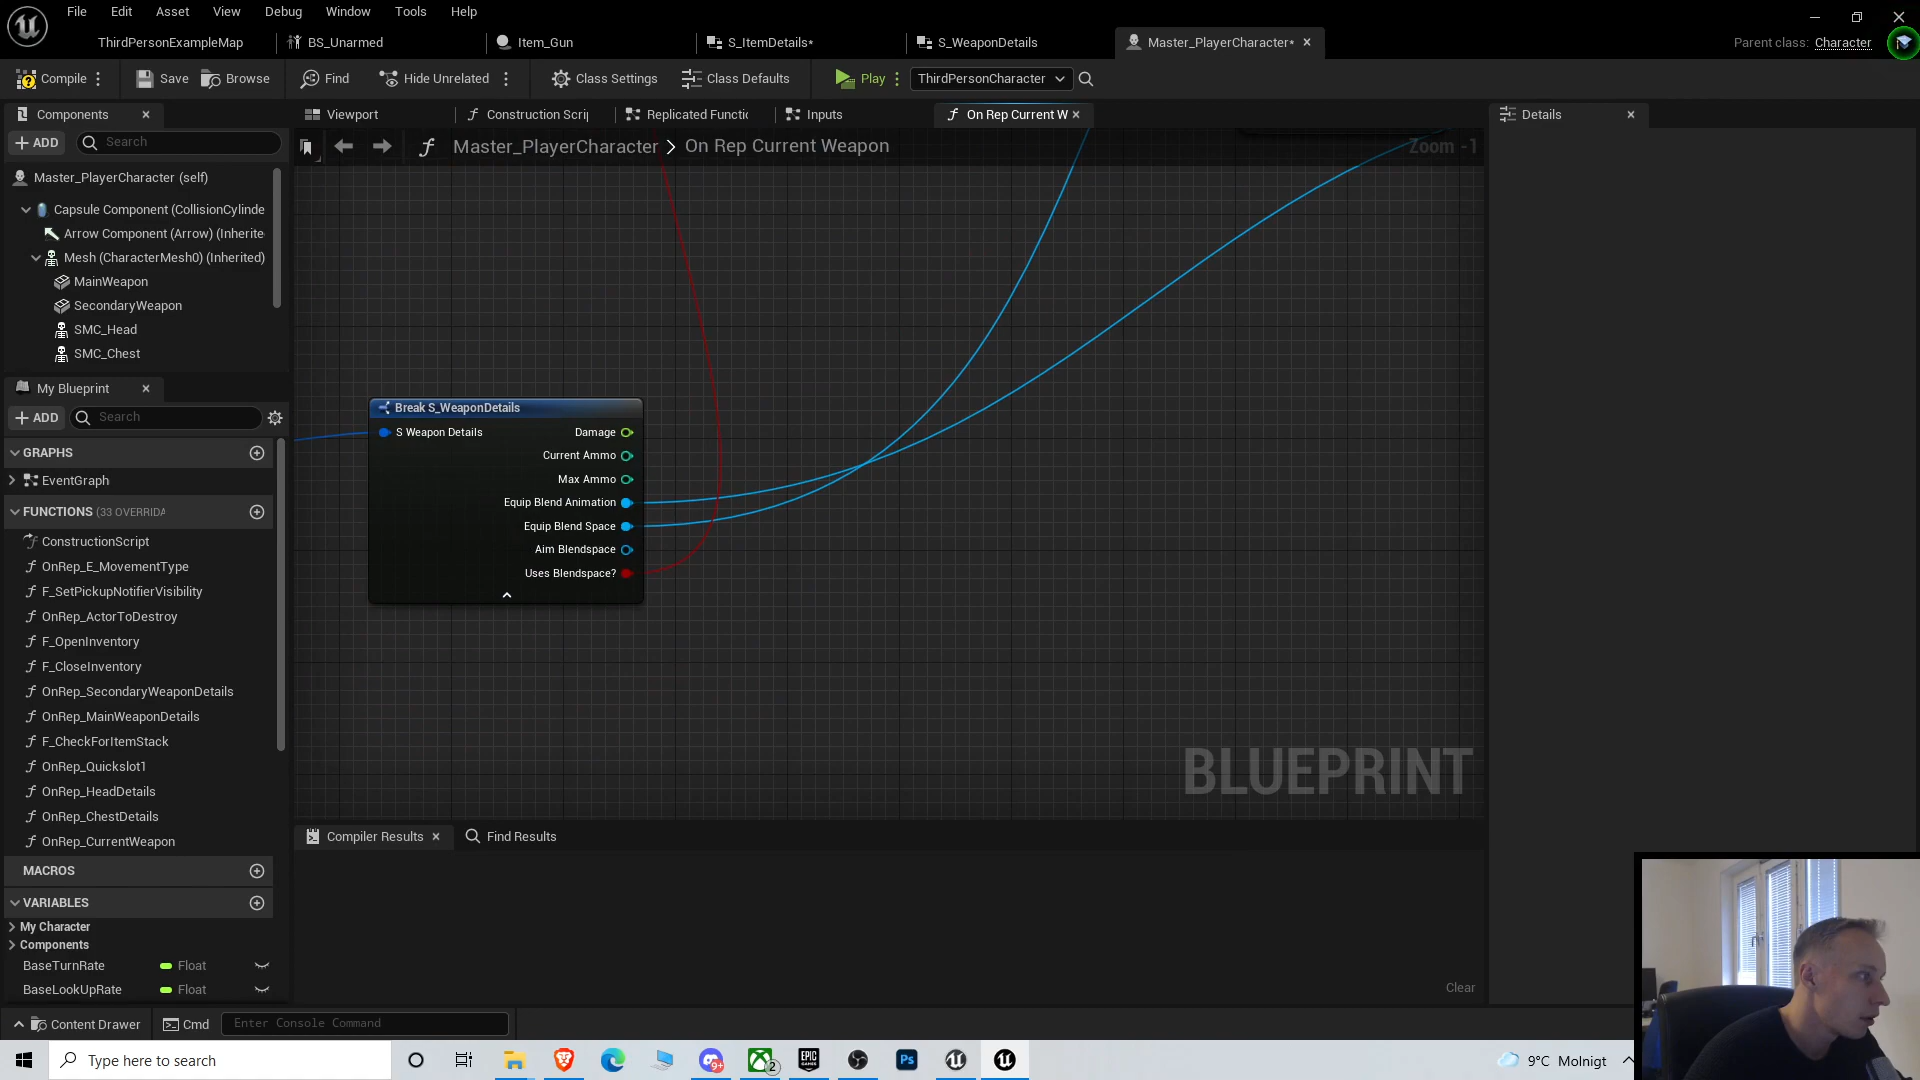 File Edit Asset View Debug Window Tools Help
ThirdPersonExampleMap BS_Unarmed Item_Gun S_ItemDetails* S_WeaponDetails Master_PlayerCharacter* × Parent class: Character
Compile Save Browse Find Hide Unrelated Class Settings Class Defaults Play ThirdPersonCharacter
Components × Viewport Construction Scrip Replicated Functio Inputs On Rep Current W × Details ×
+ ADD Search Master_PlayerCharacter > On Rep Current Weapon Zoom -1
Master_PlayerCharacter (self)
Capsule Component (CollisionCylinde
Arrow Component (Arrow) (Inherite
Mesh (CharacterMesh0) (Inherited)
MainWeapon
SecondaryWeapon
SMC_Head
SMC_Chest
My Blueprint ×
+ ADD Search
GRAPHS
EventGraph
FUNCTIONS (33 OVERRIDA
ConstructionScript
OnRep_E_MovementType
F_SetPickupNotifierVisibility
OnRep_ActorToDestroy
F_OpenInventory
F_CloseInventory
OnRep_SecondaryWeaponDetails
OnRep_MainWeaponDetails
F_CheckForItemStack
OnRep_Quickslot1
OnRep_HeadDetails
OnRep_ChestDetails
OnRep_CurrentWeapon
MACROS
VARIABLES
My Character
Components
BaseTurnRate Float
BaseLookUpRate Float
Break S_WeaponDetails
S Weapon Details Damage
Current Ammo
Max Ammo
Equip Blend Animation
Equip Blend Space
Aim Blendspace
Uses Blendspace?
BLUEPRINT
Compiler Results × Find Results
Clear
Content Drawer Cmd Enter Console Command
Type here to search 9+ 2 EPIC GAMES Ps 9°C Molnigt